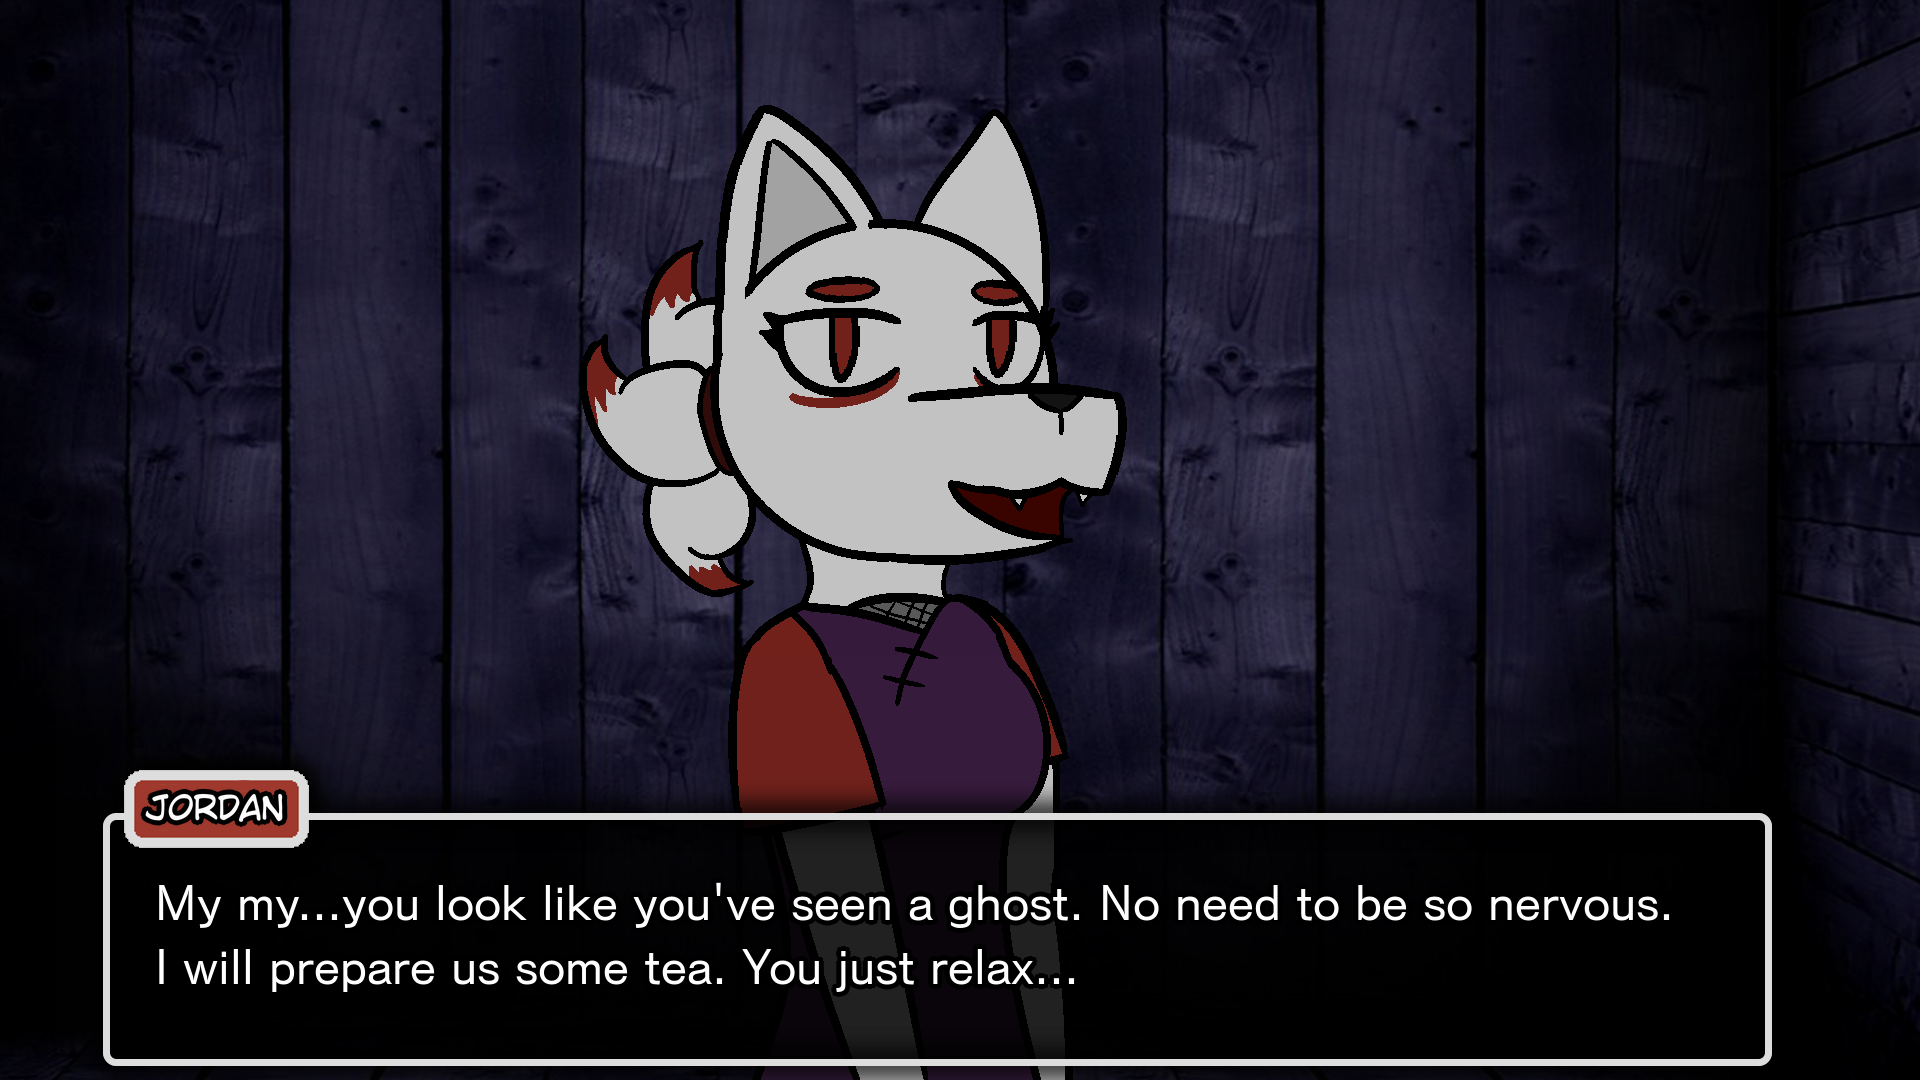 JORDAN
My my...you look like you've seen a ghost. No need to be so nervous.
I will prepare us some tea. You just relax...